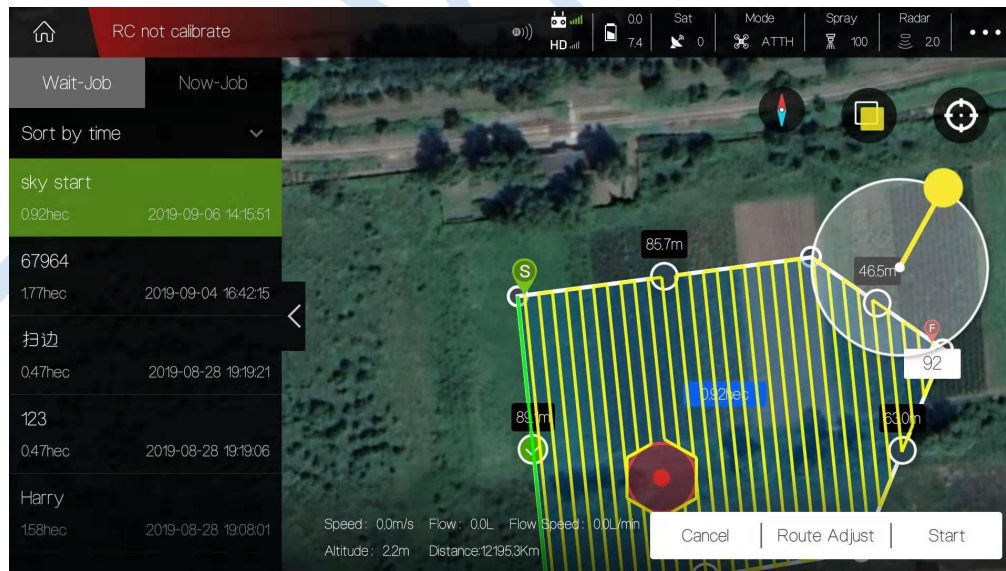 RC not calibrate
HD
0.0
7.4
Sat
0
Mode
ATTH
Spray
100
Radar
2.0
Wait-Job
Now-Job
Sort by time
sky start
0.92hec 2019-09-06 14:15:51
67964
1.77hec 2019-09-04 16:42:15
扫边
0.47hec 2019-08-28 19:19:21
123
0.47hec 2019-08-28 19:19:06
Harry
1.58hec 2019-08-28 19:08:01
85.7m
S
46.5m
F
92
0.92hec
89.1m
63.0m
Speed: 0.0m/s Flow: 0.0L Flow Speed: 0.0L/min
Altitude: 2.2m Distance:12195.3Km
Cancel
Route Adjust
Start